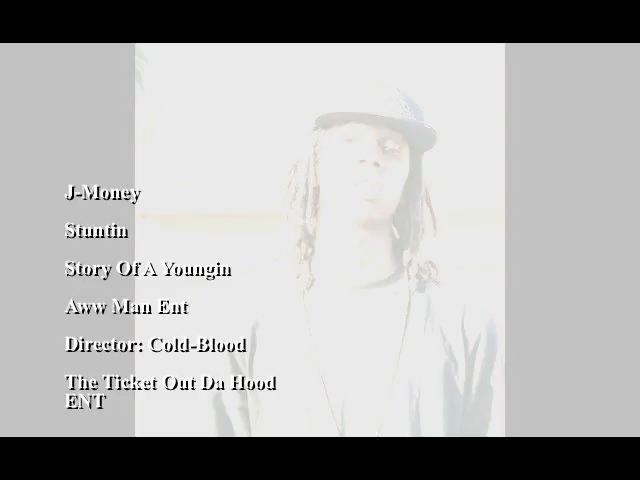 J-Money
Stuntin
Story Of A Youngin
Aww Man Ent
Director: Cold-Blood
The Ticket Out Da Hood
ENT